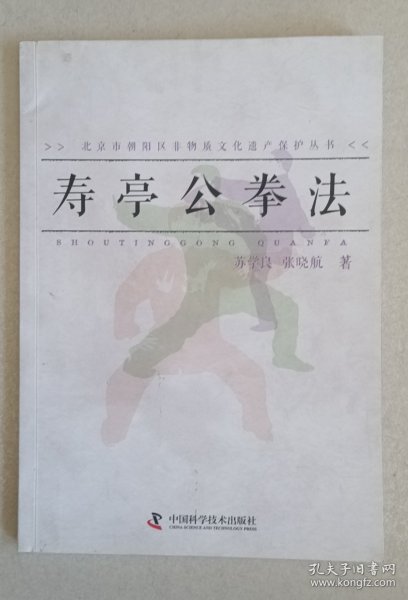 >> 北京市朝阳区非物质文化遗产保护丛书 <<
寿亭公拳法
SHOUTINGGONG QUANFA
苏学良 张晓航 著
中国科学技术出版社
CHINA SCIENCE AND TECHNOLOGY PRESS
孔夫子旧书网
www.kongfz.com